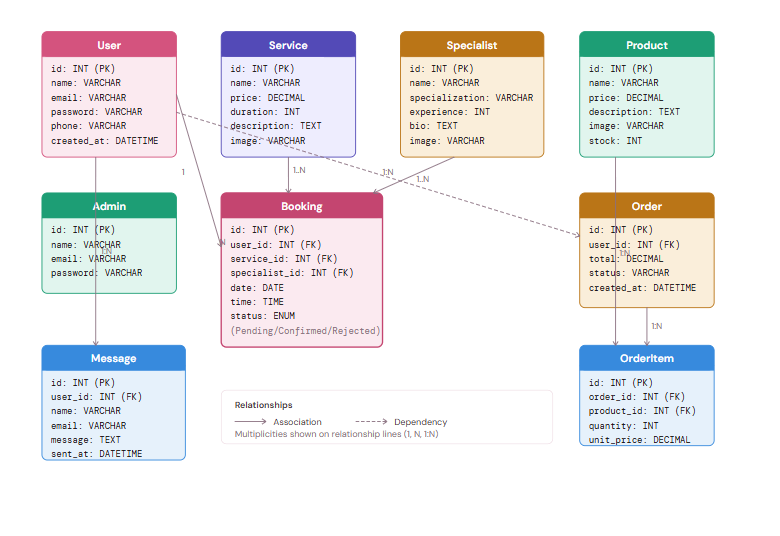 User
id: INT (PK)
name: VARCHAR
email: VARCHAR
password: VARCHAR
phone: VARCHAR
created_at: DATETIME
Service
id: INT (PK)
name: VARCHAR
price: DECIMAL
duration: INT
description: TEXT
image: VARCHAR
Specialist
id: INT (PK)
name: VARCHAR
specialization: VARCHAR
experience: INT
bio: TEXT
image: VARCHAR
Product
id: INT (PK)
name: VARCHAR
price: DECIMAL
description: TEXT
image: VARCHAR
stock: INT
1
1..N
1:N
1..N
Admin
id: INT (PK)
name: VARCHAR
email: VARCHAR
password: VARCHAR
1:N
Booking
id: INT (PK)
user_id: INT (FK)
service_id: INT (FK)
specialist_id: INT (FK)
date: DATE
time: TIME
status: ENUM
(Pending/Confirmed/Rejected)
N
Order
id: INT (PK)
user_id: INT (FK)
total: DECIMAL
status: VARCHAR
created_at: DATETIME
1:N
1:N
Message
id: INT (PK)
user_id: INT (FK)
name: VARCHAR
email: VARCHAR
message: TEXT
sent_at: DATETIME
Relationships
Association
Dependency
Multiplicities shown on relationship lines (1, N, 1:N)
OrderItem
id: INT (PK)
order_id: INT (FK)
product_id: INT (FK)
quantity: INT
unit_price: DECIMAL